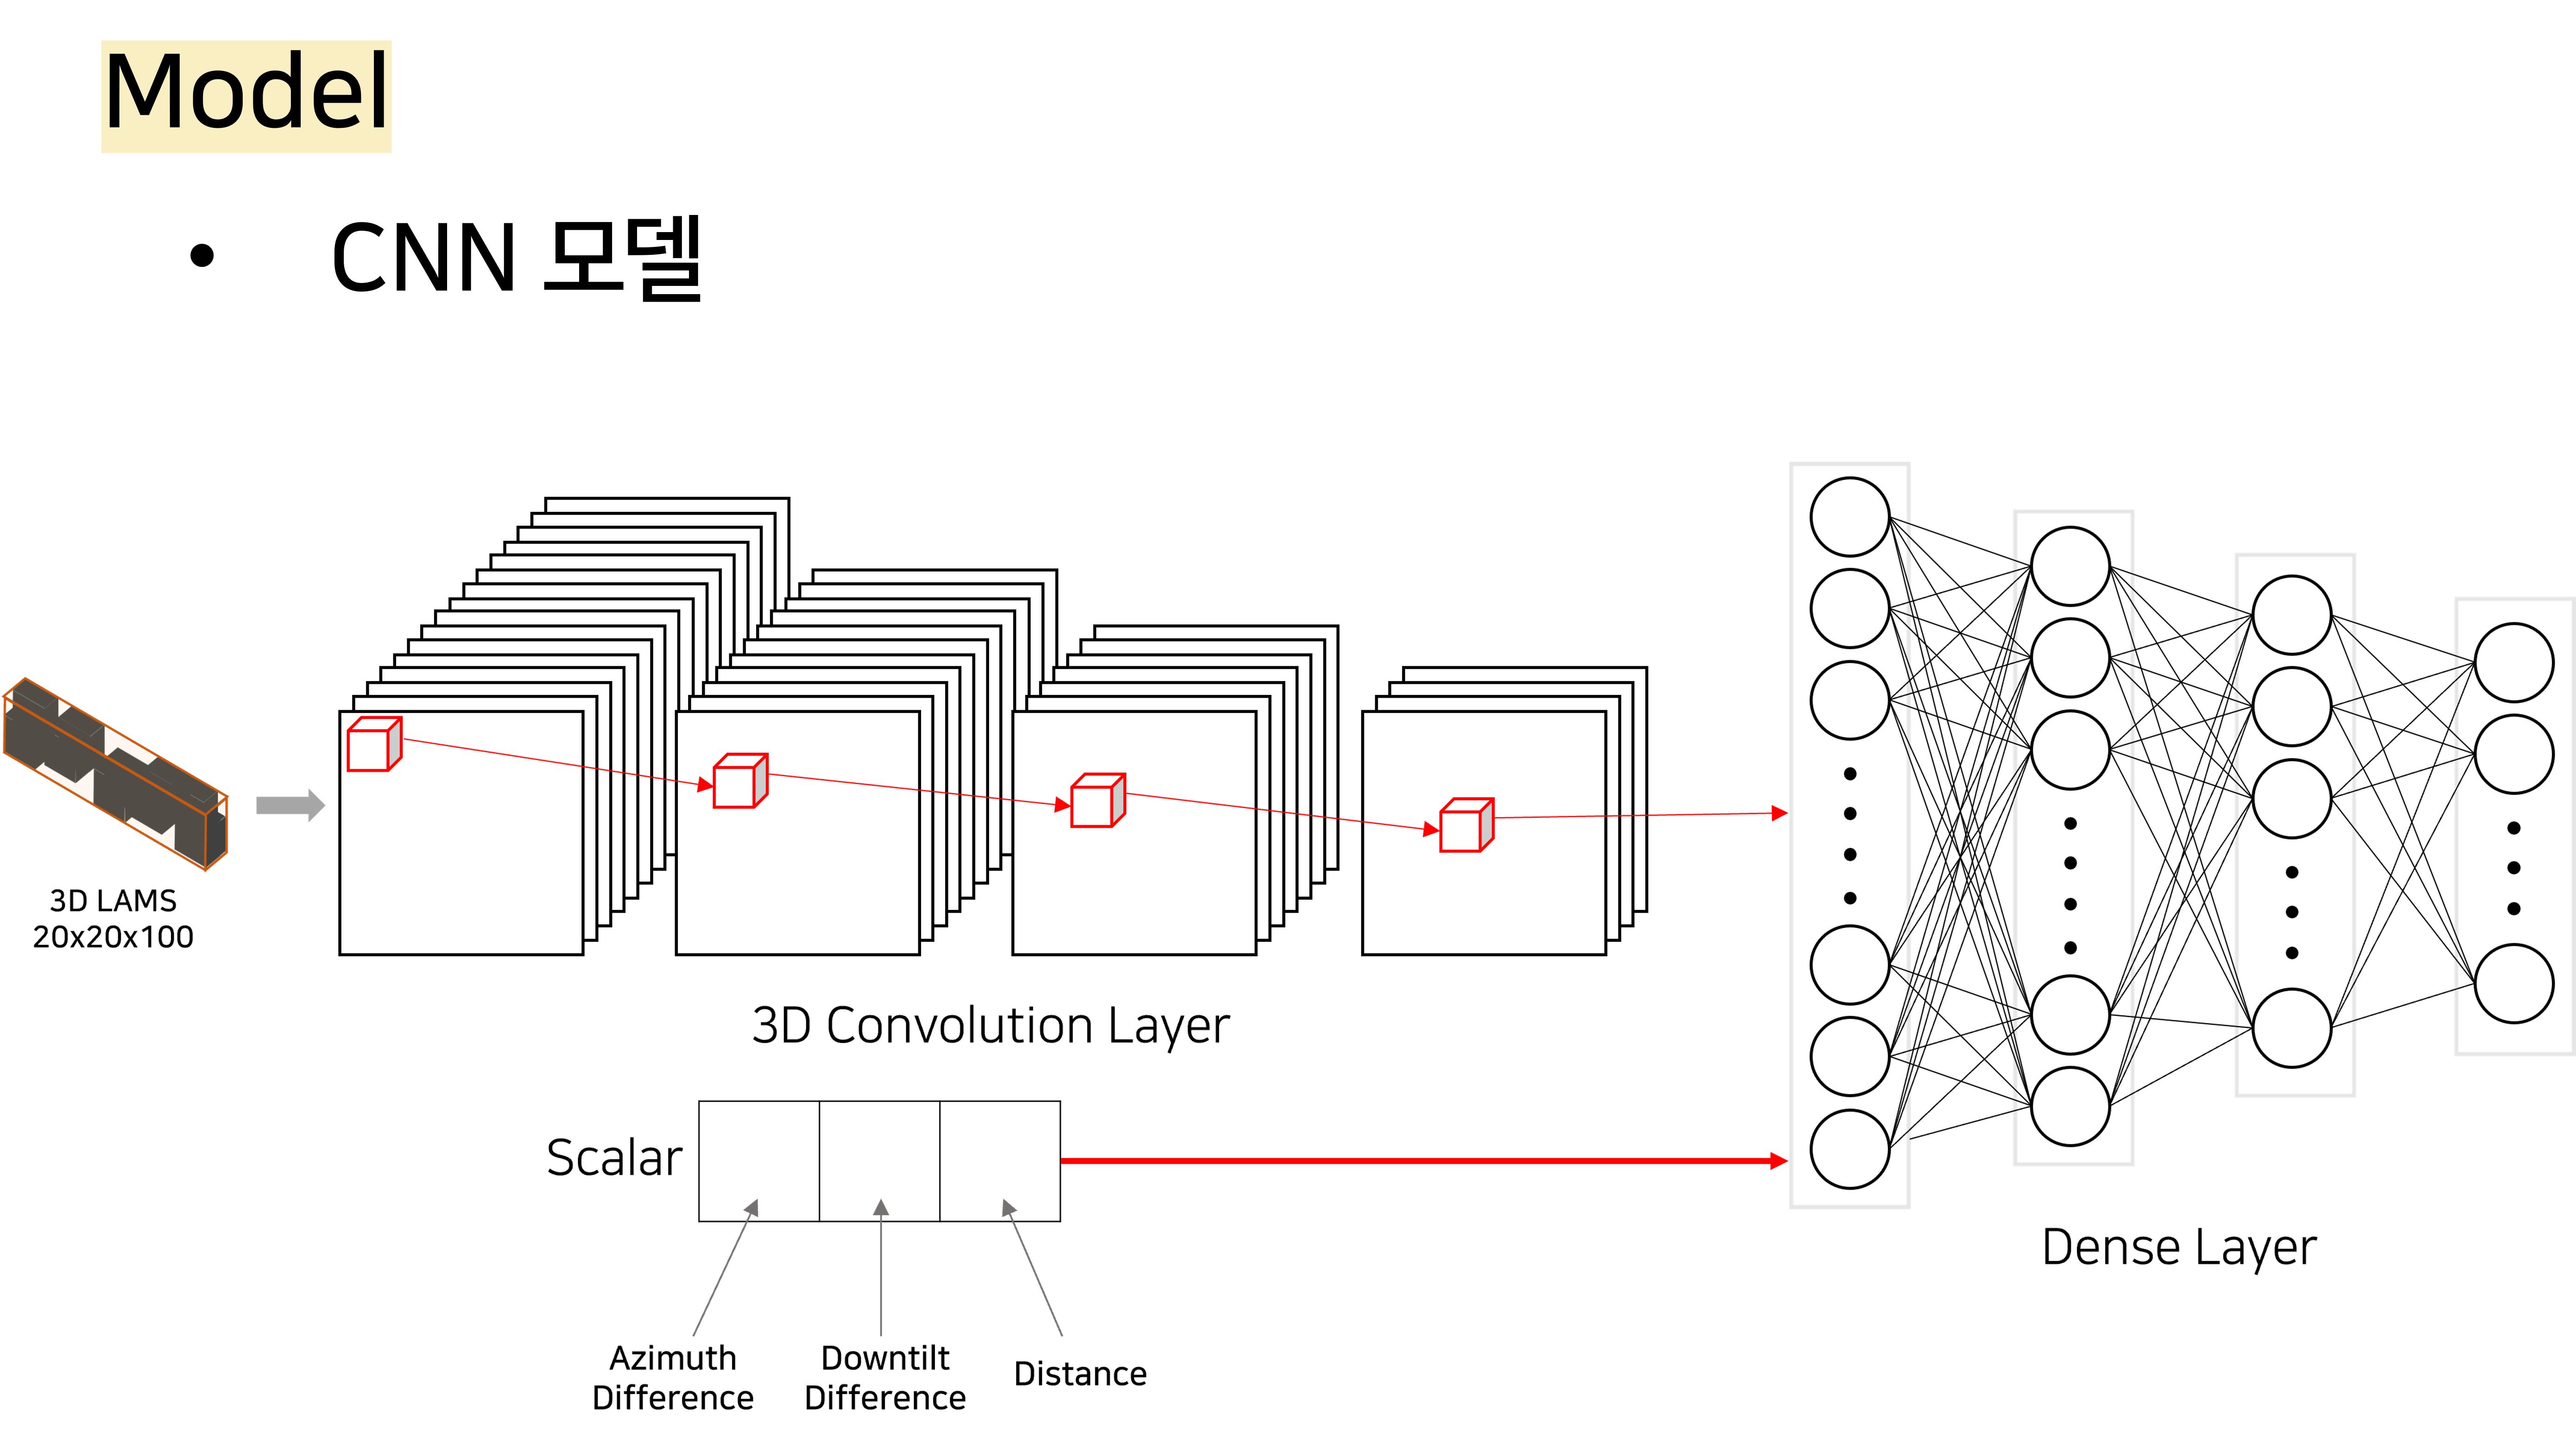 Model
• CNN 모델
3D LAMS
20x20x100
3D Convolution Layer
Scalar
Azimuth
Difference
Downtilt
Difference
Distance
Dense Layer